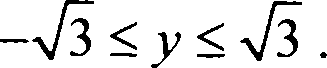 −√3 ≤ y ≤ √3 .